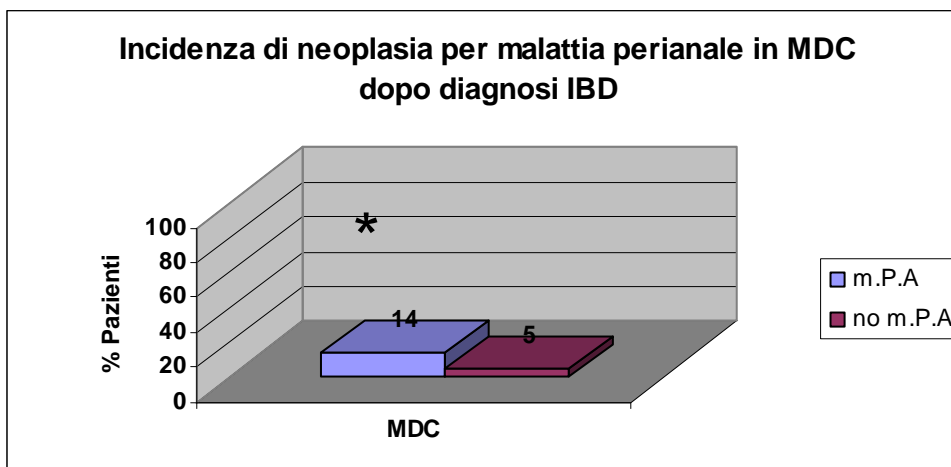 Incidenza di neoplasia per malattia perianale in MDC
dopo diagnosi IBD
% Pazienti
100
80
60
40
20
0
*
14
5
MDC
m.P.A
no m.P.A